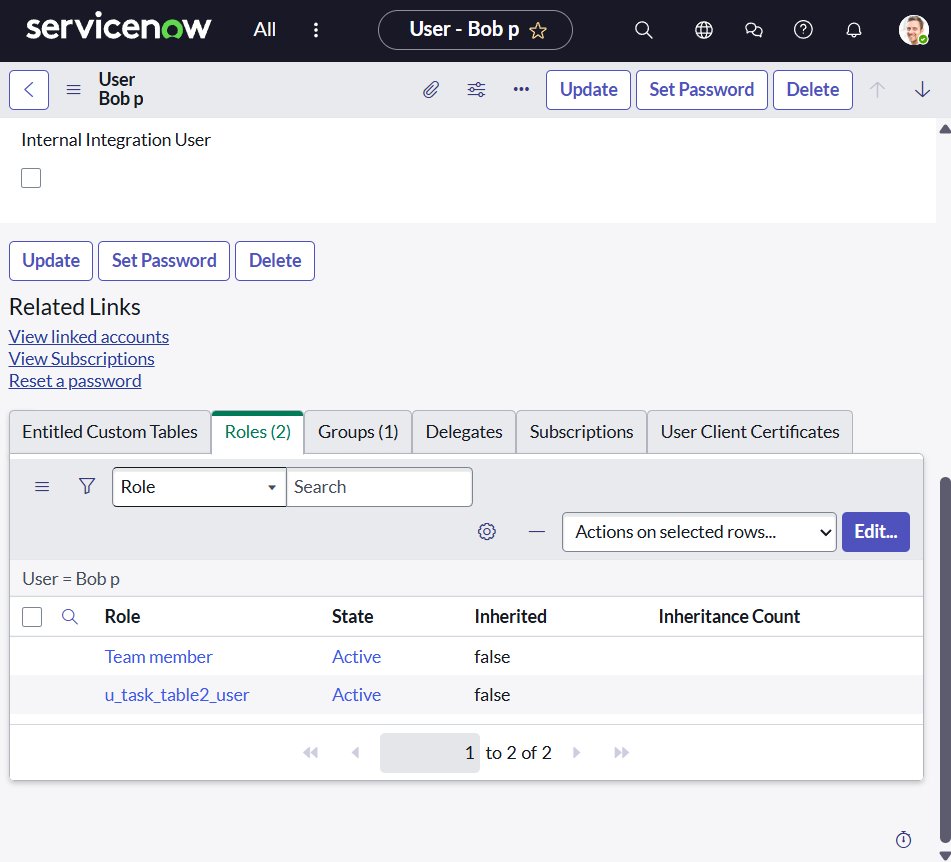 servicenow All User - Bob p
User
Bob p
Update Set Password Delete
Internal Integration User
Update Set Password Delete
Related Links
View linked accounts
View Subscriptions
Reset a password
Entitled Custom Tables Roles (2) Groups (1) Delegates Subscriptions User Client Certificates
Role Search
Actions on selected rows... Edit...
User = Bob p
Role State Inherited Inheritance Count
Team member Active false
u_task_table2_user Active false
1 to 2 of 2